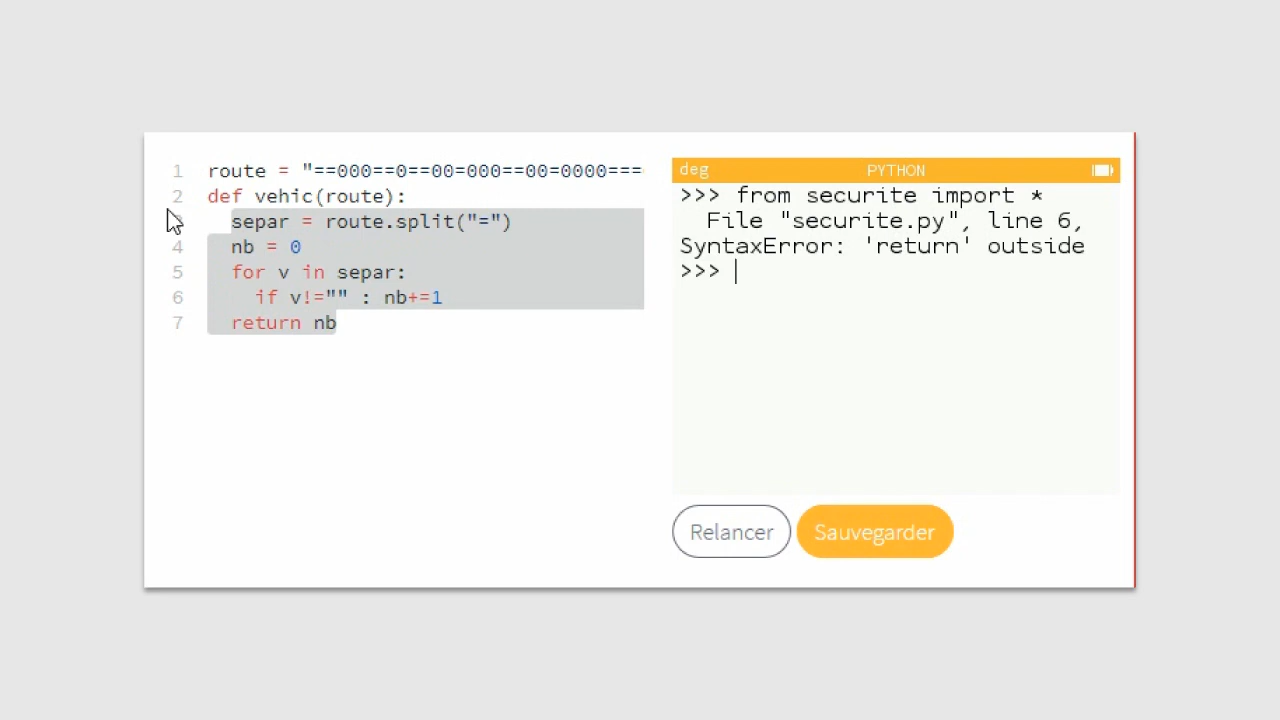 1 route = "==000==0==00=000==00=0000===
2 def vehic(route):
separ = route.split("=")
4 nb = 0
5 for v in separ:
6 if v!="" : nb+=1
7 return nb
deg PYTHON
>>> from securite import *
File "securite.py", line 6,
SyntaxError: 'return' outside
>>>
Relancer Sauvegarder